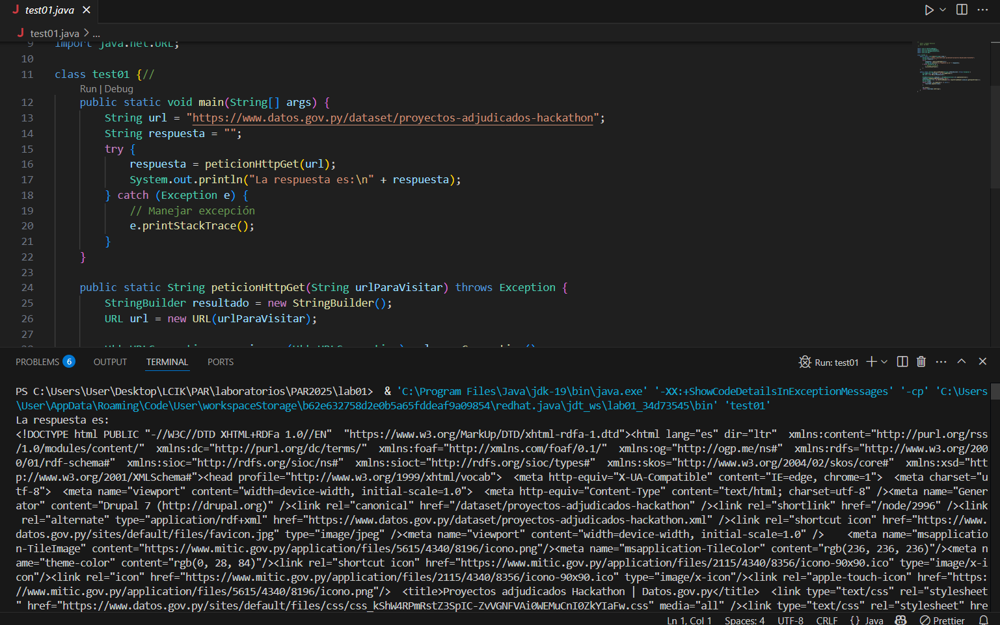 test01.java
test01.java > ...
9 import java.net.URL;
10
11 class test01 {//
Run | Debug
12 public static void main(String[] args) {
13 String url = "https://www.datos.gov.py/dataset/proyectos-adjudicados-hackathon";
14 String respuesta = "";
15 try {
16 respuesta = peticionHttpGet(url);
17 System.out.println("La respuesta es:\n" + respuesta);
18 } catch (Exception e) {
19 // Manejar excepción
20 e.printStackTrace();
21 }
22 }
23
24 public static String peticionHttpGet(String urlParaVisitar) throws Exception {
25 StringBuilder resultado = new StringBuilder();
26 URL url = new URL(urlParaVisitar);
27
PROBLEMS 6 OUTPUT TERMINAL PORTS Run: test01
PS C:\Users\User\Desktop\LCIK\PAR\laboratorios\PAR2025\lab01> & 'C:\Program Files\Java\jdk-19\bin\java.exe' '-XX:+ShowCodeDetailsInExceptionMessages' '-cp' 'C:\Users
\User\AppData\Roaming\Code\User\workspaceStorage\b62e632758d2e0b5a65fddeaf9a09854\redhat.java\jdt_ws\lab01_34d73545\bin' 'test01'
La respuesta es:
<!DOCTYPE html PUBLIC "-//W3C//DTD XHTML+RDFa 1.0//EN" "https://www.w3.org/MarkUp/DTD/xhtml-rdfa-1.dtd"><html lang="es" dir="ltr" xmlns:content="http://purl.org/rss
/1.0/modules/content/" xmlns:dc="http://purl.org/dc/terms/" xmlns:foaf="http://xmlns.com/foaf/0.1/" xmlns:og="http://ogp.me/ns#" xmlns:rdfs="http://www.w3.org/200
0/01/rdf-schema#" xmlns:sioc="http://rdfs.org/sioc/ns#" xmlns:sioct="http://rdfs.org/sioc/types#" xmlns:skos="http://www.w3.org/2004/02/skos/core#" xmlns:xsd="htt
p://www.w3.org/2001/XMLSchema#"><head profile="http://www.w3.org/1999/xhtml/vocab"> <meta http-equiv="X-UA-Compatible" content="IE=edge, chrome=1"> <meta charset="u
tf-8"> <meta name="viewport" content="width=device-width, initial-scale=1.0"> <meta http-equiv="Content-Type" content="text/html; charset=utf-8" /><meta name="Gener
ator" content="Drupal 7 (http://drupal.org)" /><link rel="canonical" href="/dataset/proyectos-adjudicados-hackathon" /><link rel="shortlink" href="/node/2996" /><link
rel="alternate" type="application/rdf+xml" href="https://www.datos.gov.py/dataset/proyectos-adjudicados-hackathon.xml" /><link rel="shortcut icon" href="https://www.
datos.gov.py/sites/default/files/favicon.jpg" type="image/jpeg" /><meta name="viewport" content="width=device-width, initial-scale=1.0" /> <meta name="msapplicatio
n-TileImage" content="https://www.mitic.gov.py/application/files/5615/4340/8196/icono.png"/><meta name="msapplication-TileColor" content="rgb(236, 236, 236)"/><meta n
ame="theme-color" content="rgb(0, 28, 84)"/><link rel="shortcut icon" href="https://www.mitic.gov.py/application/files/2115/4340/8356/icono-90x90.ico" type="image/x-i
con"/><link rel="icon" href="https://www.mitic.gov.py/application/files/2115/4340/8356/icono-90x90.ico" type="image/x-icon"/><link rel="apple-touch-icon" href="https:
//www.mitic.gov.py/application/files/5615/4340/8196/icono.png"/> <title>Proyectos adjudicados Hackathon | Datos.gov.py</title> <link type="text/css" rel="stylesheet
" href="https://www.datos.gov.py/sites/default/files/css/css_kShW4RPmRstZ3SpIC-ZvVGNFVAi0WEMuCnI0ZkYIaFw.css" media="all" /><link type="text/css" rel="stylesheet" hre
Ln 1, Col 1 Spaces: 4 UTF-8 CRLF {} Java Prettier